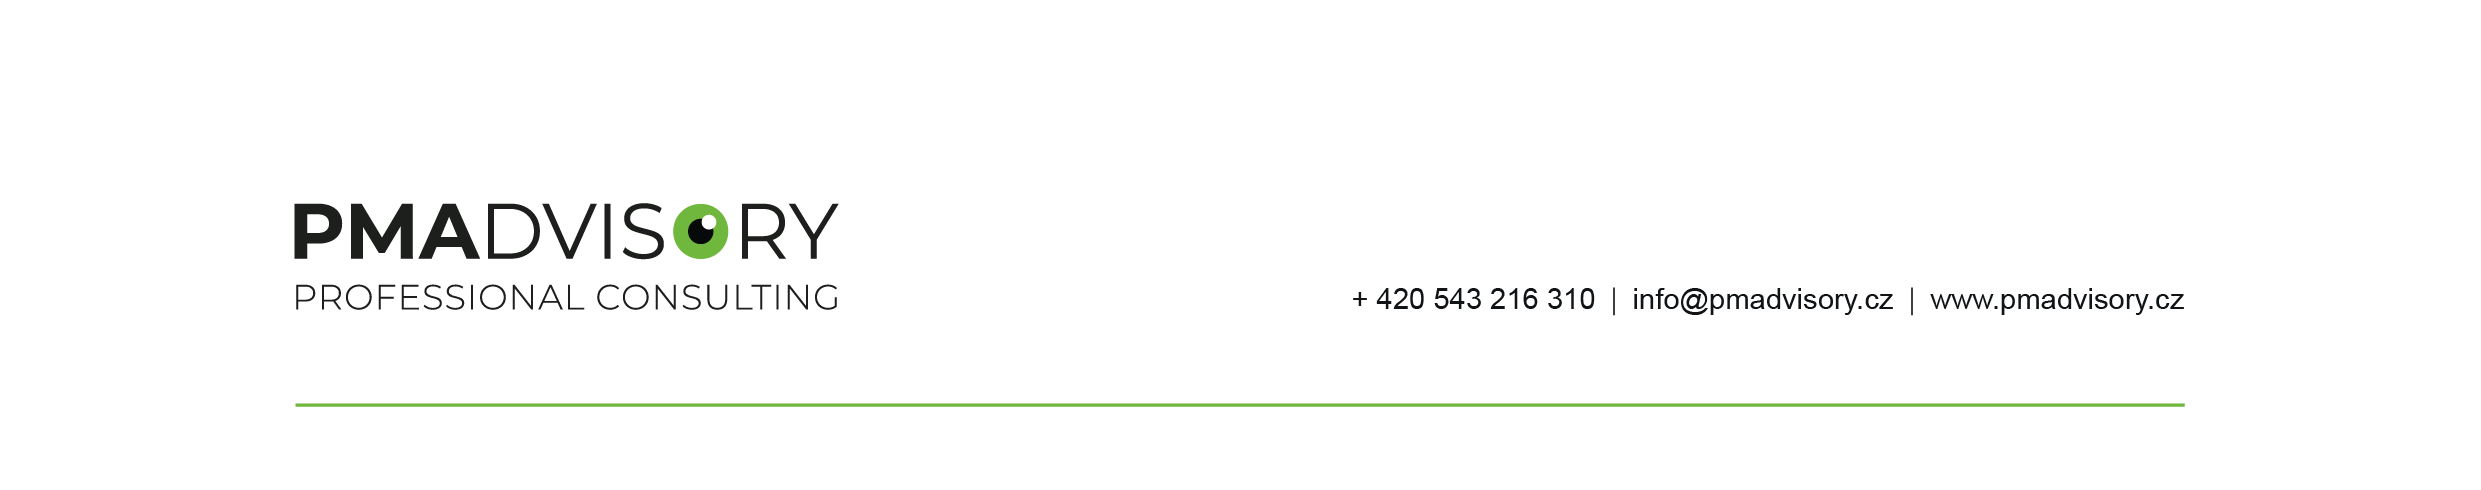 PMADVISORY
PROFESSIONAL CONSULTING
+ 420 543 216 310 | info@pmadvisory.cz | www.pmadvisory.cz